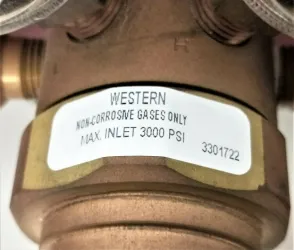 H
WESTERN
NON-CORROSIVE GASES ONLY
MAX. INLET 3000 PSI
3301722